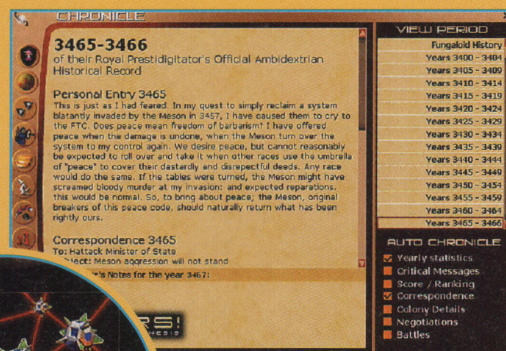 CHRONICLE
3465-3466
of their Royal Prestidigitator's Official Ambidextrian
Historical Record
Personal Entry 3465
This is just as I had feared. In my quest to simply reclaim a system
blatantly invaded by the Meson in 3457, I have caused them to cry to
the FTC. Does peace mean freedom of barbarism? I have offered
peace when the damage is undone, when the Meson turn over the
system to my control again. We desire peace, but cannot reasonably
be expected to roll over and take it when other races use the umbrella
of "peace" to cover their dastardly and disrepectful deeds. Any race
would do the same. If the tables were turned, the Meson might have
screamed bloody murder at my invasion: and expected reparations,
this would be normal. So, to bring about peace; the Meson, original
breakers of this peace code, should naturally return what has been
rightly ours.
Correspondence 3465
To: Hattack Minister of State
ject: Meson aggression will not stand
r's Notes for the year 3467:
RS!
VIEW PERIOD
Fungaloid History
Years 3400 - 3404
Years 3405 - 3409
Years 3410 - 3414
Years 3415 - 3419
Years 3420 - 3424
Years 3425 - 3429
Years 3430 - 3434
Years 3435 - 3439
Years 3440 - 3444
Years 3445 - 3449
Years 3450 - 3454
Years 3455 - 3459
Years 3460 - 3464
Years 3465 - 3466
AUTO CHRONICLE
Yearly statistics
Critical Messages
Score / Ranking
Correspondence
Colony Details
Negotiations
Battles